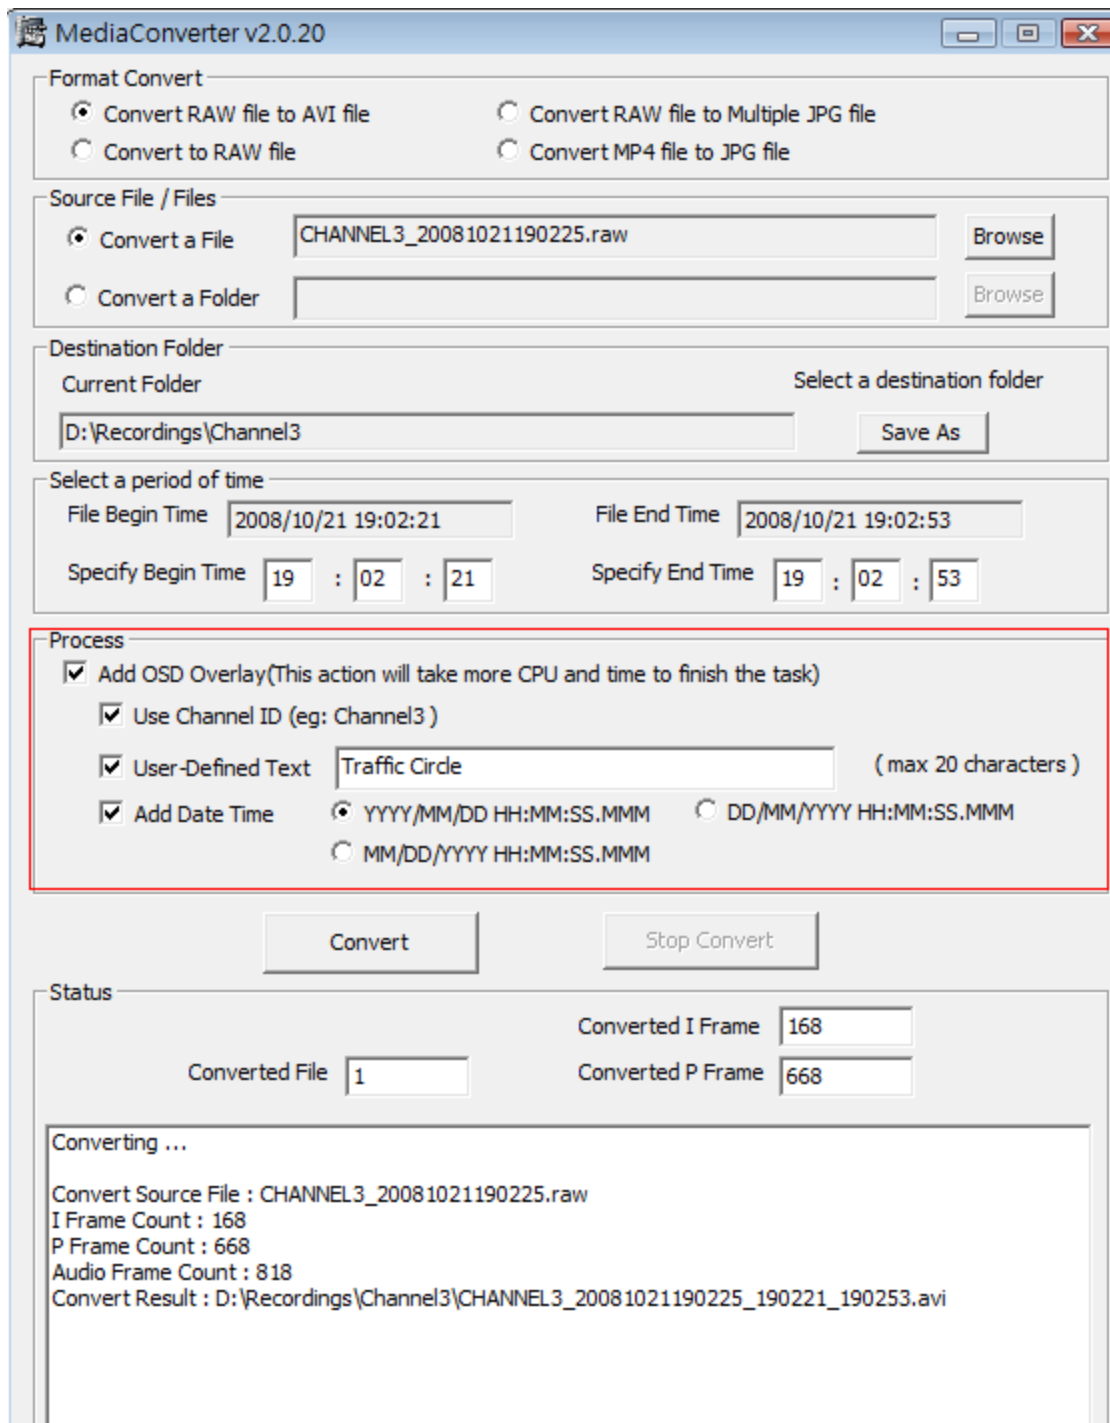 MediaConverter v2.0.20
Format Convert
Convert RAW file to AVI file
Convert RAW file to Multiple JPG file
Convert to RAW file
Convert MP4 file to JPG file
Source File / Files
Convert a File
CHANNEL3_20081021190225.raw
Browse
Convert a Folder
Browse
Destination Folder
Current Folder
Select a destination folder
D:\Recordings\Channel3
Save As
Select a period of time
File Begin Time
2008/10/21 19:02:21
File End Time
2008/10/21 19:02:53
Specify Begin Time
19 : 02 : 21
Specify End Time
19 : 02 : 53
Process
Add OSD Overlay(This action will take more CPU and time to finish the task)
Use Channel ID (eg: Channel3 )
User-Defined Text
Traffic Circle
( max 20 characters )
Add Date Time
YYYY/MM/DD HH:MM:SS.MMM
DD/MM/YYYY HH:MM:SS.MMM
MM/DD/YYYY HH:MM:SS.MMM
Convert
Stop Convert
Status
Converted I Frame
168
Converted File
1
Converted P Frame
668
Converting ...
Convert Source File : CHANNEL3_20081021190225.raw
I Frame Count : 168
P Frame Count : 668
Audio Frame Count : 818
Convert Result : D:\Recordings\Channel3\CHANNEL3_20081021190225_190221_190253.avi